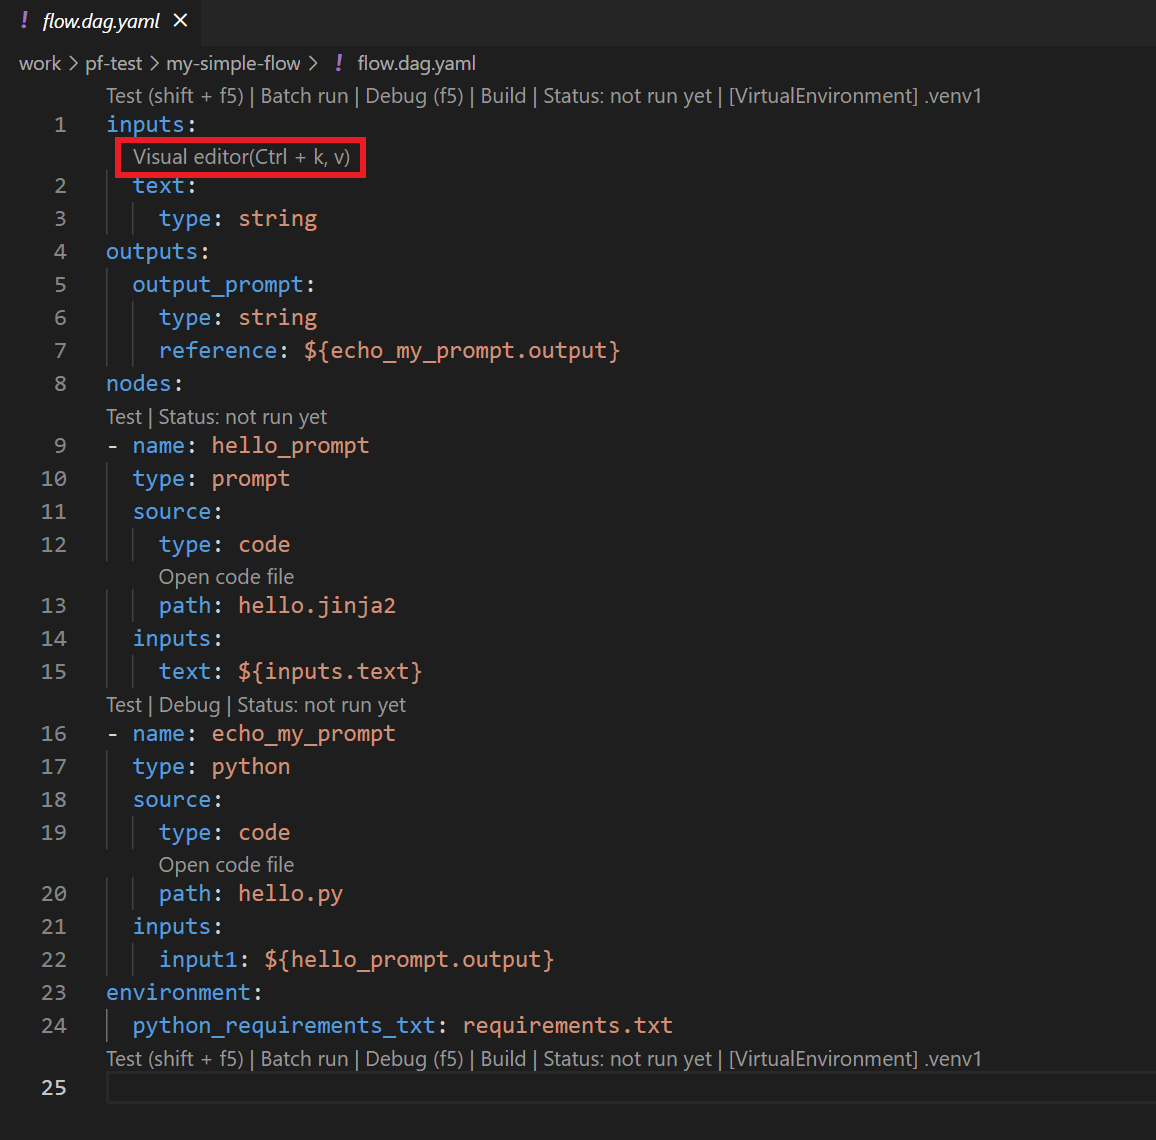 ! flow.dag.yaml ×
work > pf-test > my-simple-flow > ! flow.dag.yaml
Test (shift + f5) | Batch run | Debug (f5) | Build | Status: not run yet | [VirtualEnvironment] .venv1
1 inputs:
Visual editor(Ctrl + k, v)
2 text:
3 type: string
4 outputs:
5 output_prompt:
6 type: string
7 reference: ${echo_my_prompt.output}
8 nodes:
Test | Status: not run yet
9 - name: hello_prompt
10 type: prompt
11 source:
12 type: code
Open code file
13 path: hello.jinja2
14 inputs:
15 text: ${inputs.text}
Test | Debug | Status: not run yet
16 - name: echo_my_prompt
17 type: python
18 source:
19 type: code
Open code file
20 path: hello.py
21 inputs:
22 input1: ${hello_prompt.output}
23 environment:
24 python_requirements_txt: requirements.txt
Test (shift + f5) | Batch run | Debug (f5) | Build | Status: not run yet | [VirtualEnvironment] .venv1
25